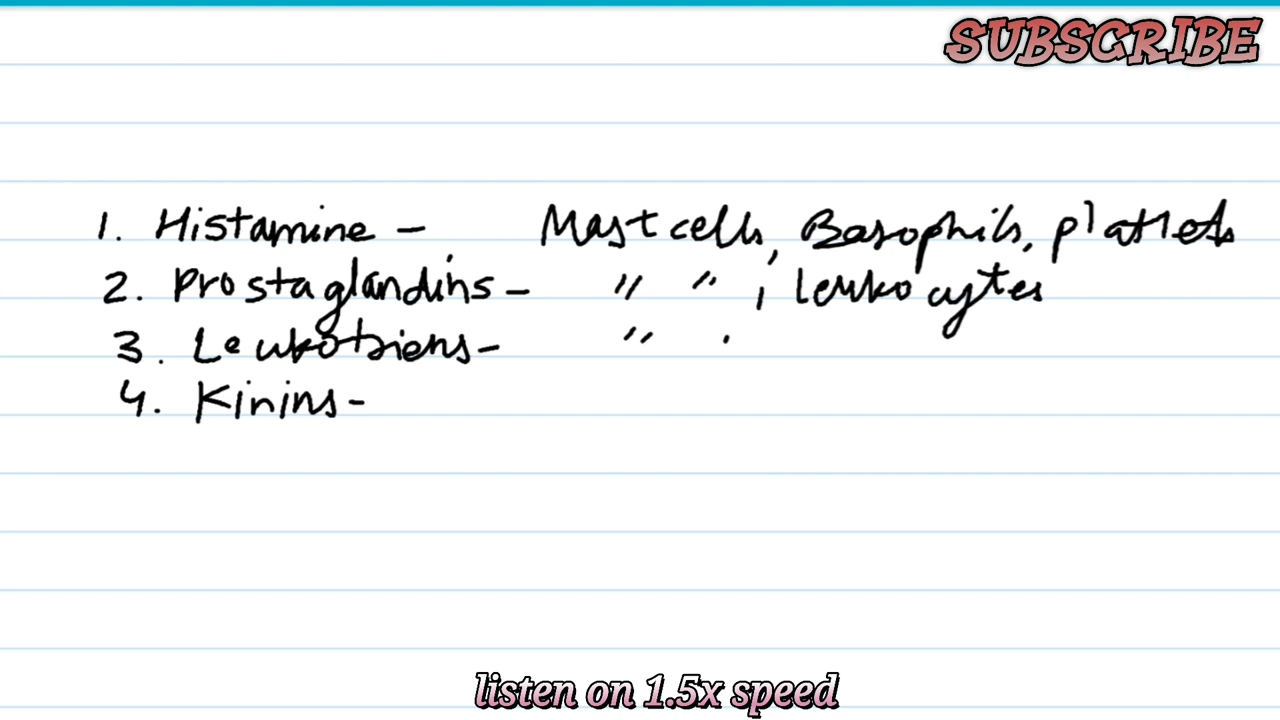 SUBSCRIBE
1. Histamine - Mast cells, Basophils, platlets
2. Prostaglandins - " " , leukocytes
3. Leukotriens - " "
4. Kinins -
listen on 1.5x speed